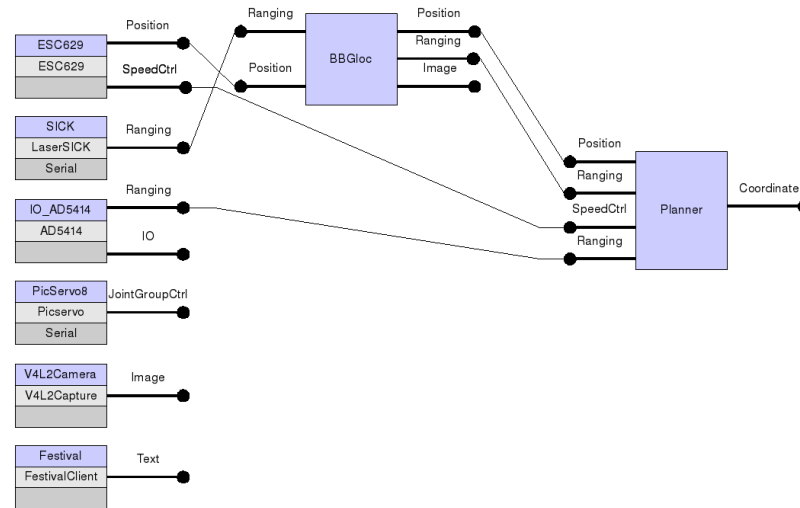 ESC629
ESC629
Position
SpeedCtrl
SICK
LaserSICK
Serial
Ranging
IO_AD5414
AD5414
Ranging
IO
PicServo8
Picservo
Serial
JointGroupCtrl
V4L2Camera
V4L2Capture
Image
Festival
FestivalClient
Text
Ranging
Position
BBGloc
Position
Ranging
Image
Position
Ranging
SpeedCtrl
Ranging
Planner
Coordinate